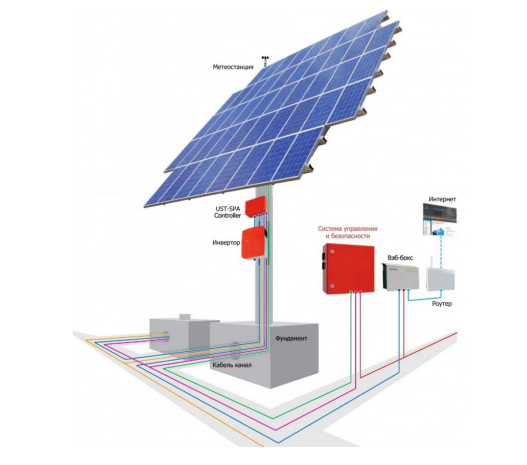 Метеостанция
UST-SPA
Controller
Инвертор
Система управления
и безопасности
Интернет
Вэб-бокс
Роутер
Фундамент
Кабель канал